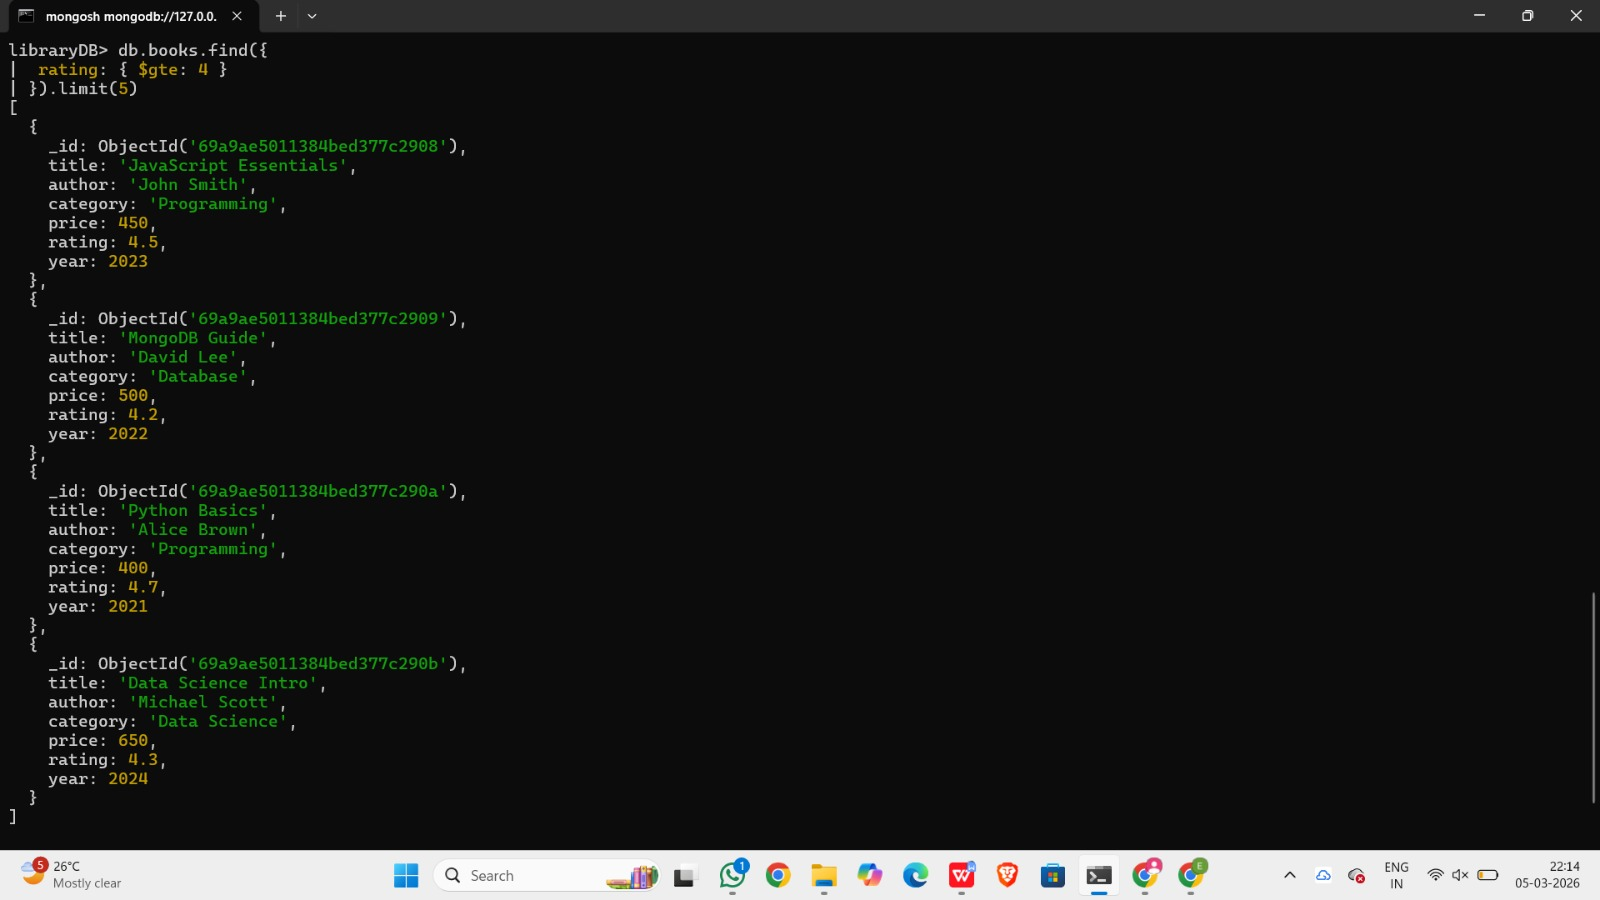 mongosh mongodb://127.0.0.
libraryDB> db.books.find({
|  rating: { $gte: 4 }
| }).limit(5)
[
  {
    _id: ObjectId('69a9ae5011384bed377c2908'),
    title: 'JavaScript Essentials',
    author: 'John Smith',
    category: 'Programming',
    price: 450,
    rating: 4.5,
    year: 2023
  },
  {
    _id: ObjectId('69a9ae5011384bed377c2909'),
    title: 'MongoDB Guide',
    author: 'David Lee',
    category: 'Database',
    price: 500,
    rating: 4.2,
    year: 2022
  },
  {
    _id: ObjectId('69a9ae5011384bed377c290a'),
    title: 'Python Basics',
    author: 'Alice Brown',
    category: 'Programming',
    price: 400,
    rating: 4.7,
    year: 2021
  },
  {
    _id: ObjectId('69a9ae5011384bed377c290b'),
    title: 'Data Science Intro',
    author: 'Michael Scott',
    category: 'Data Science',
    price: 650,
    rating: 4.3,
    year: 2024
  }
]
5
26°C
Mostly clear
Search
1
W
E
ENG
IN
22:14
05-03-2026